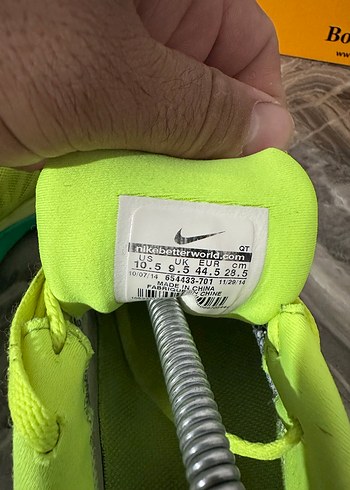 Bo
www
QT
nikebetterworld.com
US UK EUR cm
10.5 9.5 44.5 28.5
10/07/14 654433-701 11/29/14
MADE IN CHINA
FABRIQUÉ EN CHINE